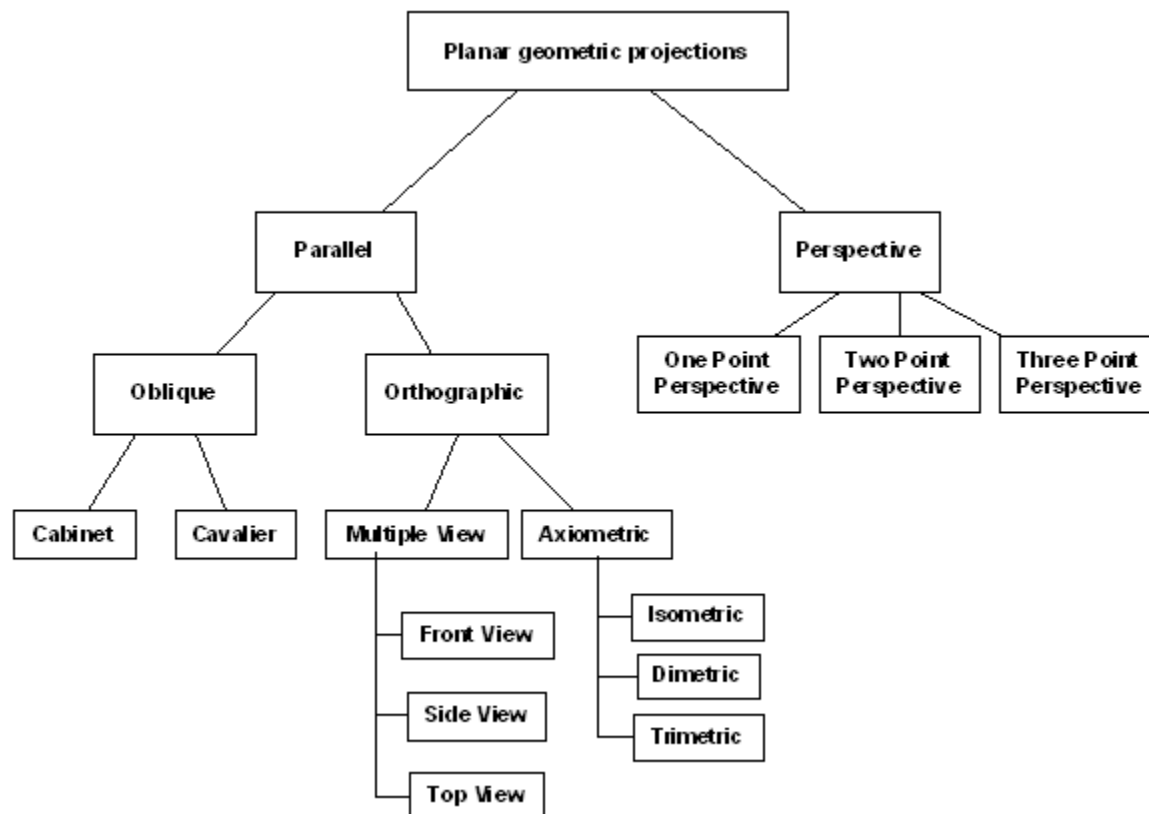 Planar geometric projections
Parallel
Perspective
One Point
Perspective
Two Point
Perspective
Three Point
Perspective
Oblique
Orthographic
Cabinet
Cavalier
Multiple View
Axiometric
Front View
Side View
Top View
Isometric
Dimetric
Trimetric